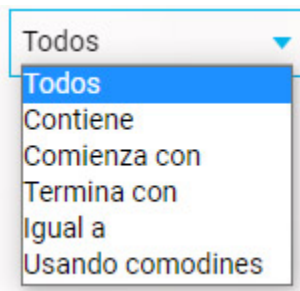 Todos
Todos
Contiene
Comienza con
Termina con
Igual a
Usando comodines